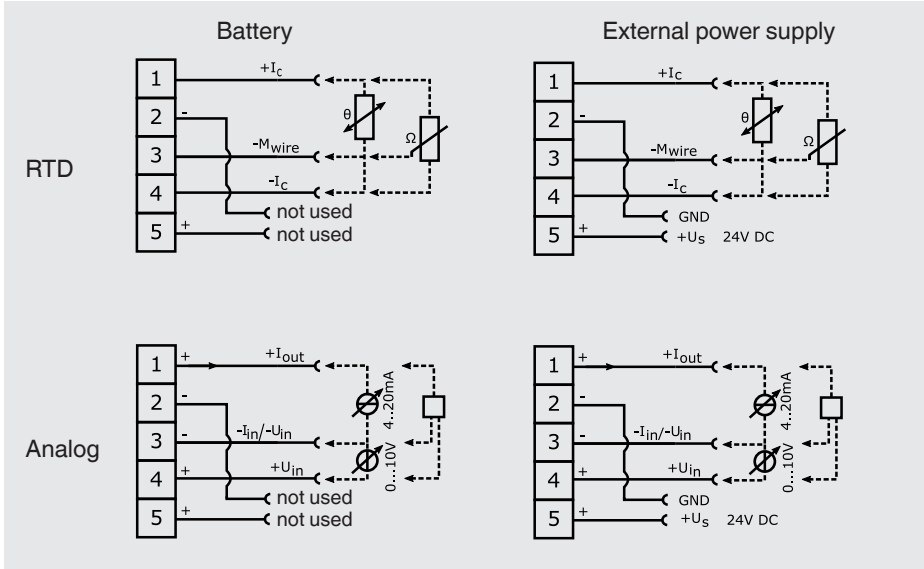 Battery
External power supply
RTD
1 +Ic
2 -
3 -Mwire
4 -Ic
not used
5 + not used
θ
Ω
1 +Ic
2 -
3 -Mwire
4 -Ic
GND
5 + +Us 24V DC
θ
Ω
Analog
1 + +Iout
2 -
3 - -Iin/-Uin
4 + +Uin
not used
5 + not used
4..20mA
0...10V
1 + +Iout
2 -
3 - -Iin/-Uin
4 + +Uin
GND
5 + +Us 24V DC
4..20mA
0...10V